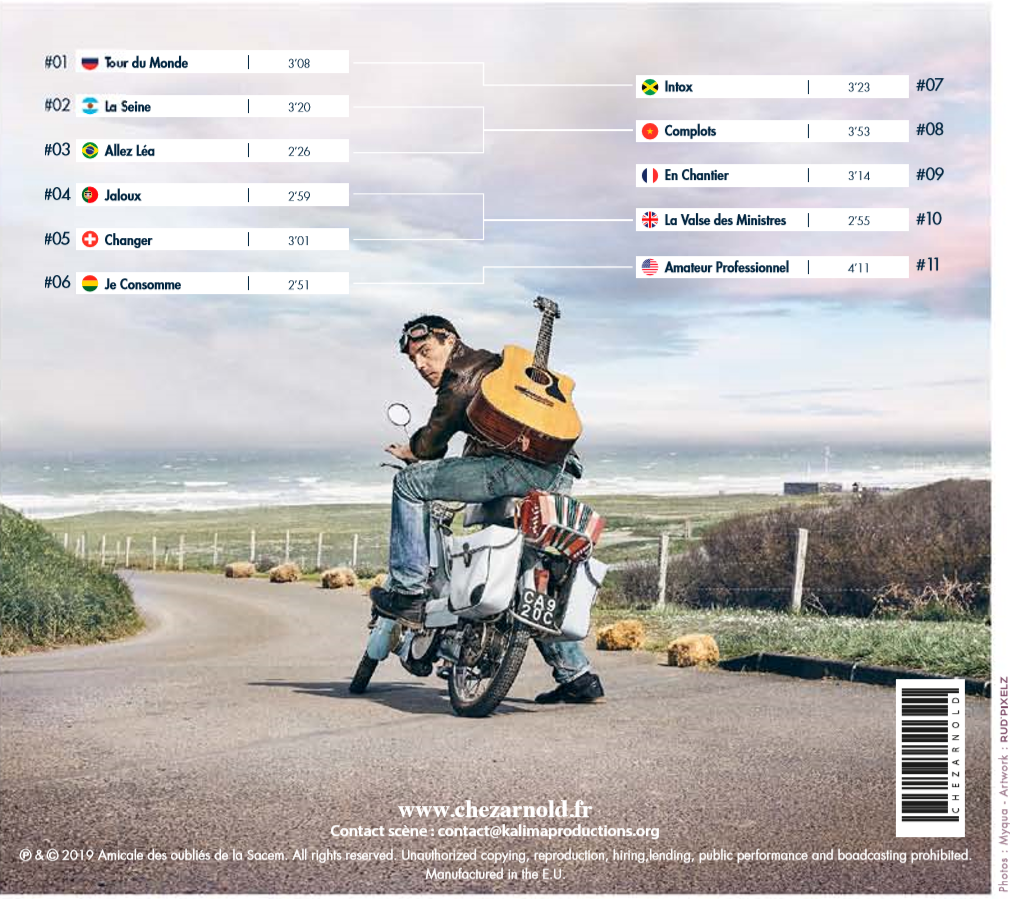 #01 Tour du Monde | 3'08
#02 La Seine | 3'20
#03 Allez Léa | 2'26
#04 Jaloux | 2'59
#05 Changer | 3'01
#06 Je Consomme | 2'51
Intox | 3'23 #07
Complots | 3'53 #08
En Chantier | 3'14 #09
La Valse des Ministres | 2'55 #10
Amateur Professionnel | 4'11 #11
CA9
20C
CHEZARNOLD
www.chezarnold.fr
Contact scène : contact@kalimaproductions.org
℗ & © 2019 Amicale des oubliés de la Sacem. All rights reserved. Unauthorized copying, reproduction, hiring,lending, public performance and boadcasting prohibited.
Manufactured in the E.U.
Photos : Myqua - Artwork : RUD'PIXELZ